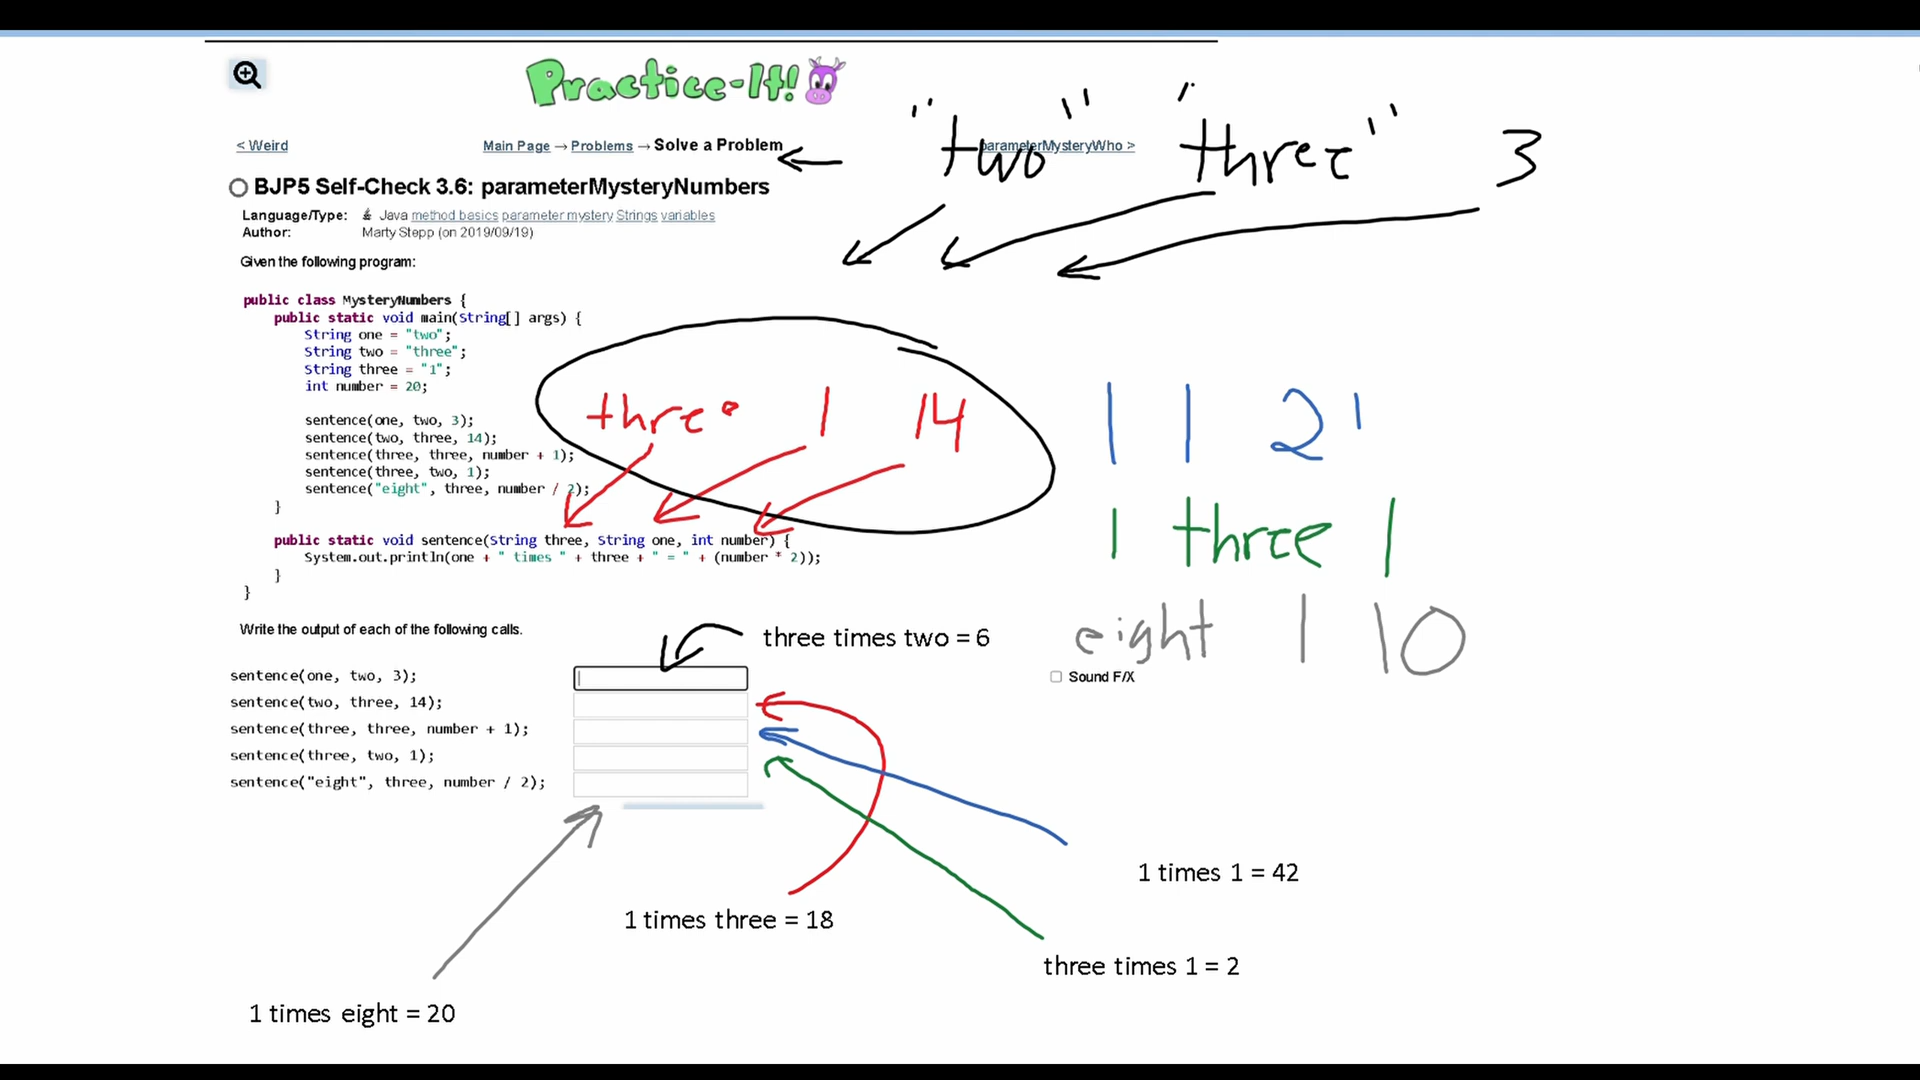 Practice-It!
< Weird
Main Page → Problems → Solve a Problem
parameterMysteryWho >
"two" "three" 3
BJP5 Self-Check 3.6: parameterMysteryNumbers
Language/Type: Java method basics parameter mystery Strings variables
Author: Marty Stepp (on 2019/09/19)
Given the following program:
public class MysteryNumbers {
    public static void main(String[] args) {
        String one = "two";
        String two = "three";
        String three = "1";
        int number = 20;
        sentence(one, two, 3);
        sentence(two, three, 14);
        sentence(three, three, number + 1);
        sentence(three, two, 1);
        sentence("eight", three, number / 2);
    }
    public static void sentence(String three, String one, int number) {
        System.out.println(one + " times " + three + " = " + (number * 2));
    }
}
three 1 14
1 1 21
1 three 1
eight 1 10
Write the output of each of the following calls.
three times two = 6
Sound F/X
sentence(one, two, 3);
sentence(two, three, 14);
sentence(three, three, number + 1);
sentence(three, two, 1);
sentence("eight", three, number / 2);
1 times 1 = 42
1 times three = 18
three times 1 = 2
1 times eight = 20